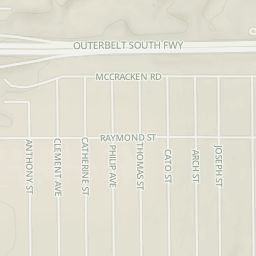 OUTERBELT SOUTH FWY
MCCRACKEN RD
RAYMOND ST
ANTHONY ST
CLEMENT AVE
CATHERINE ST
PHILIP AVE
THOMAS ST
CATO ST
ARCH ST
JOSEPH ST